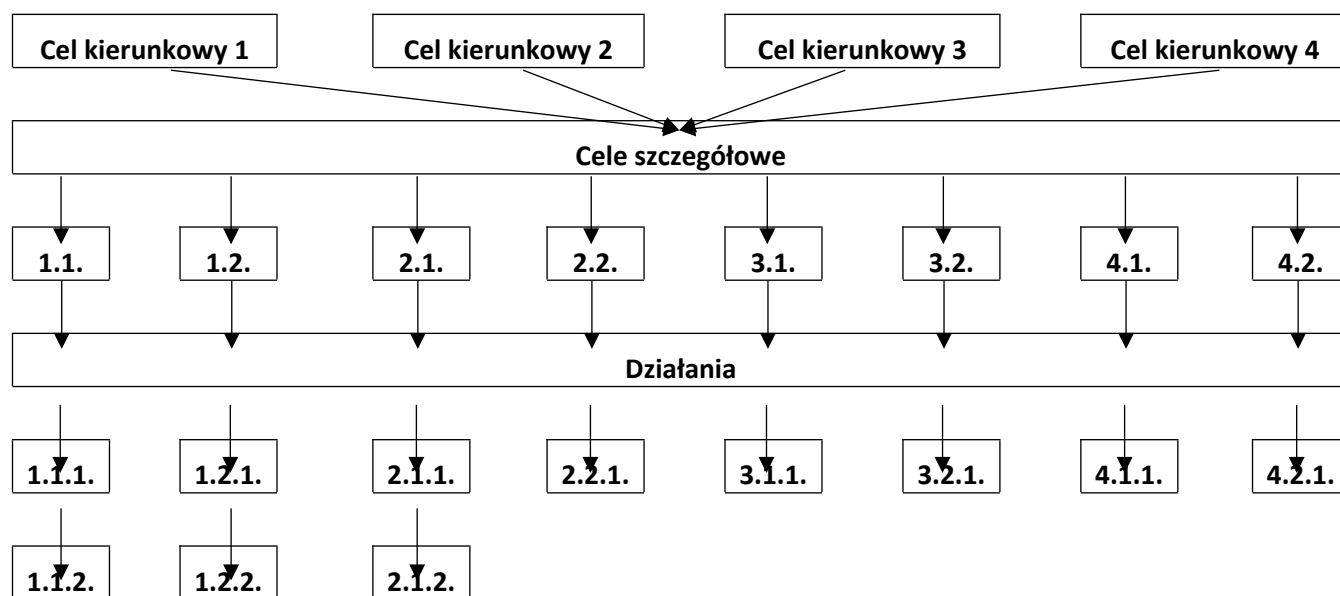 Cel kierunkowy 1 Cel kierunkowy 2 Cel kierunkowy 3 Cel kierunkowy 4
Cele szczegółowe
1.1. 1.2. 2.1. 2.2. 3.1. 3.2. 4.1. 4.2.
Działania
1.1.1. 1.2.1. 2.1.1. 2.2.1. 3.1.1. 3.2.1. 4.1.1. 4.2.1.
1.1.2. 1.2.2. 2.1.2.